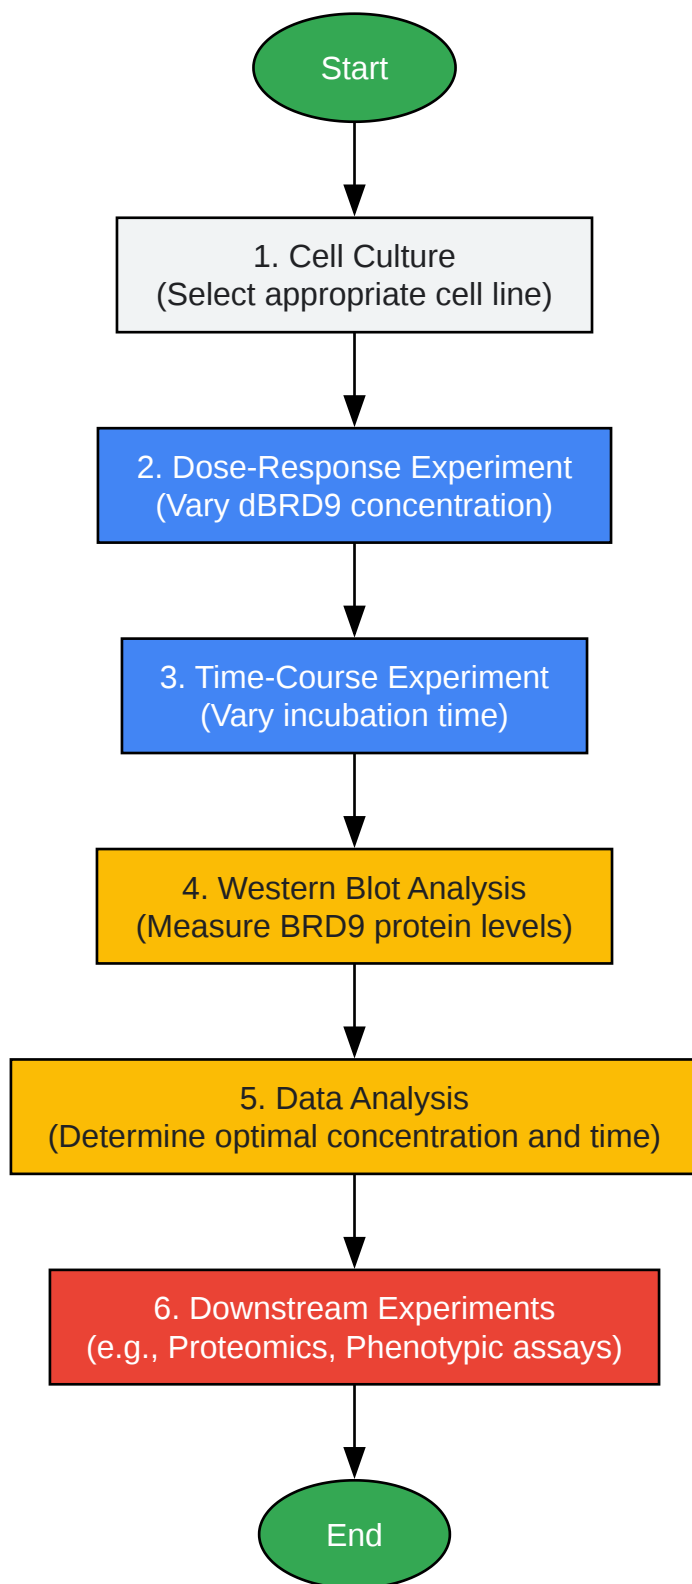 Start
1. Cell Culture
(Select appropriate cell line)
2. Dose-Response Experiment
(Vary dBRD9 concentration)
3. Time-Course Experiment
(Vary incubation time)
4. Western Blot Analysis
(Measure BRD9 protein levels)
5. Data Analysis
(Determine optimal concentration and time)
6. Downstream Experiments
(e.g., Proteomics, Phenotypic assays)
End